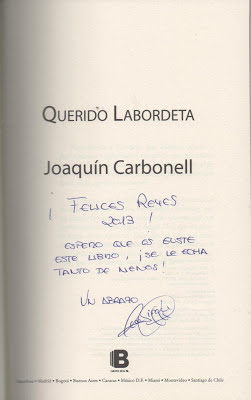 QUERIDO LABORDETA
Joaquín Carbonell
¡ FELICES REYES
2013 !
ESPERO QUE OS GUSTE
ESTE LIBRO, ¡SE LE ECHA
TANTO DE MENOS!
UN ABRAZO
B
Barcelona • Madrid • Bogotá • Buenos Aires • Caracas • México D.F. • Miami • Montevideo • Santiago de Chile